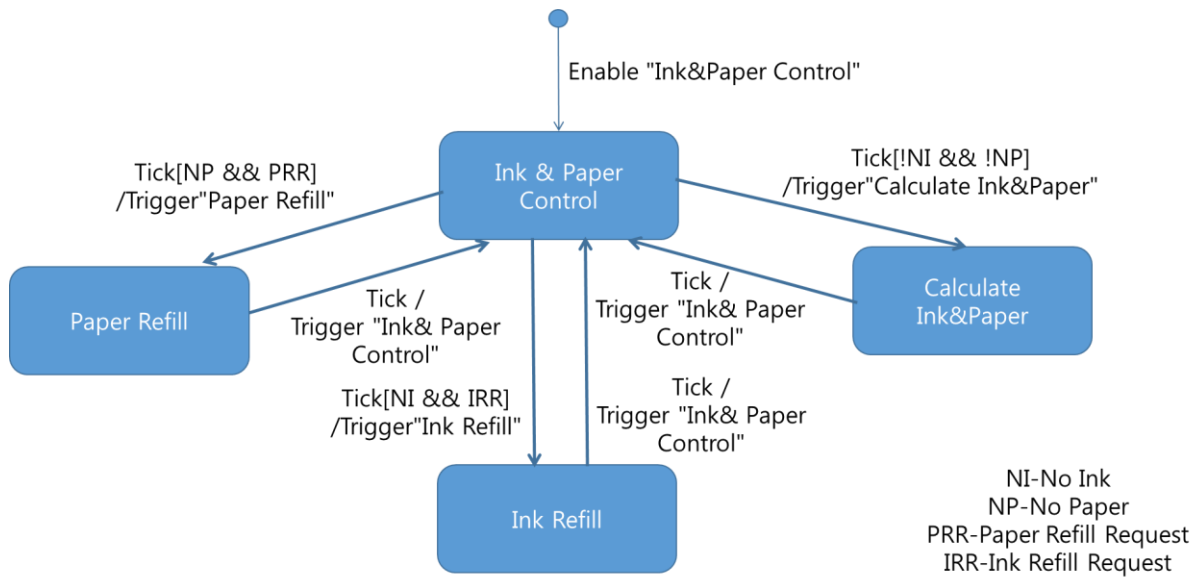 Enable "Ink&Paper Control"
Tick[NP && PRR]
/Trigger"Paper Refill"
Ink & Paper
Control
Tick[!NI && !NP]
/Trigger"Calculate Ink&Paper"
Paper Refill
Tick /
Trigger "Ink& Paper
Control"
Tick /
Trigger "Ink& Paper
Control"
Calculate
Ink&Paper
Tick[NI && IRR]
/Trigger"Ink Refill"
Tick /
Trigger "Ink& Paper
Control"
Ink Refill
NI-No Ink
NP-No Paper
PRR-Paper Refill Request
IRR-Ink Refill Request